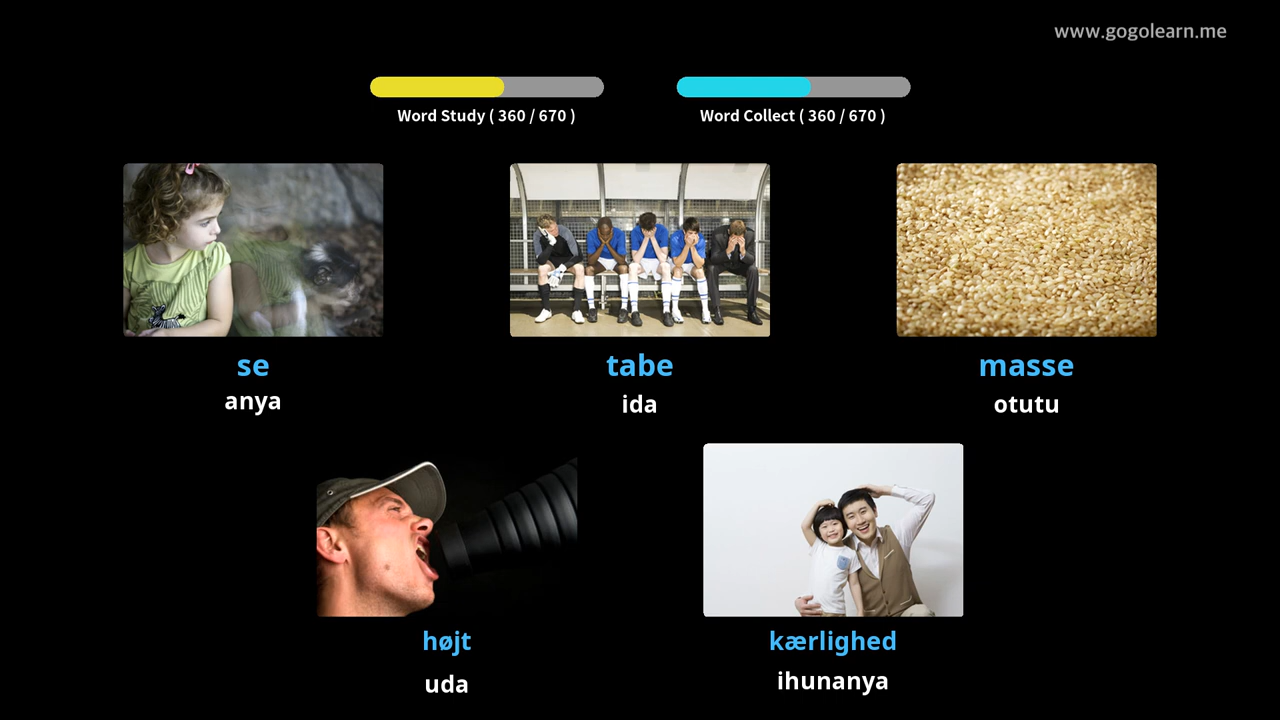 www.gogolearn.me
Word Study ( 360 / 670 )
Word Collect ( 360 / 670 )
se
anya
tabe
ida
masse
otutu
højt
uda
kærlighed
ihunanya